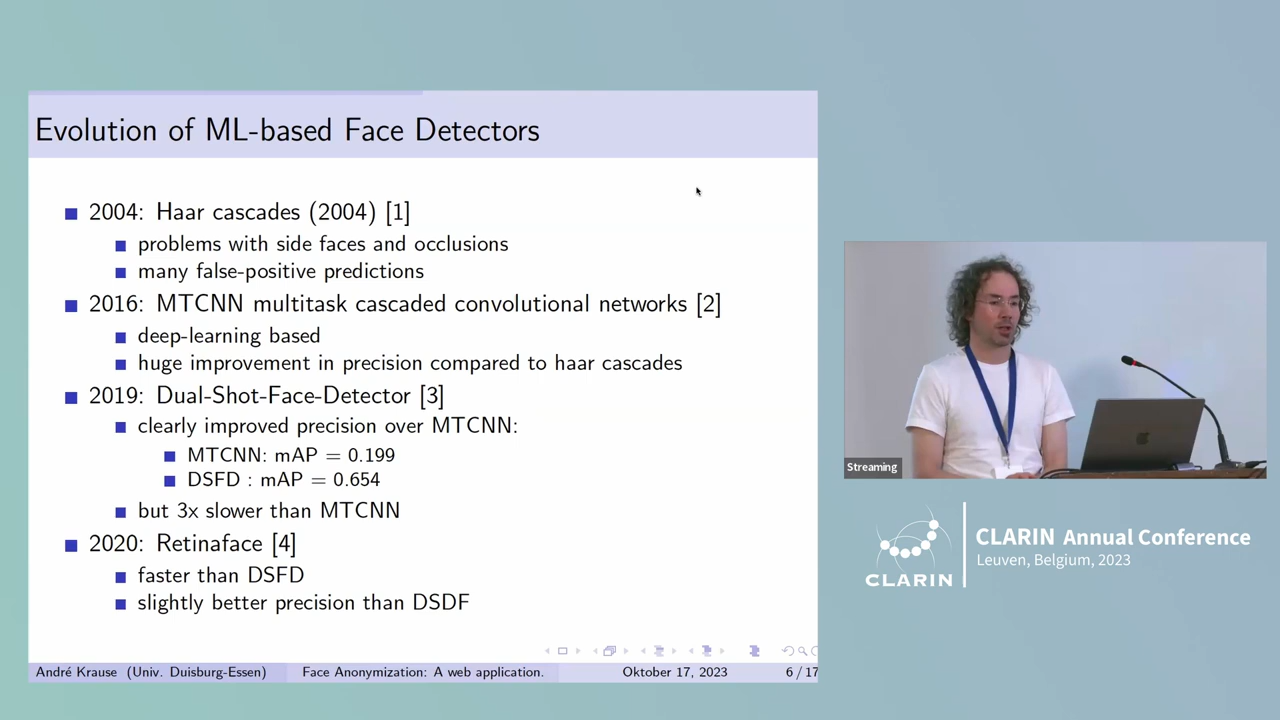 Evolution of ML-based Face Detectors
2004: Haar cascades (2004) [1]
problems with side faces and occlusions
many false-positive predictions
2016: MTCNN multitask cascaded convolutional networks [2]
deep-learning based
huge improvement in precision compared to haar cascades
2019: Dual-Shot-Face-Detector [3]
clearly improved precision over MTCNN:
MTCNN: mAP = 0.199
DSFD : mAP = 0.654
but 3x slower than MTCNN
2020: Retinaface [4]
faster than DSFD
slightly better precision than DSDF
André Krause (Univ. Duisburg-Essen)
Face Anonymization: A web application.
Oktober 17, 2023
6 / 17
Streaming
CLARIN
CLARIN Annual Conference
Leuven, Belgium, 2023